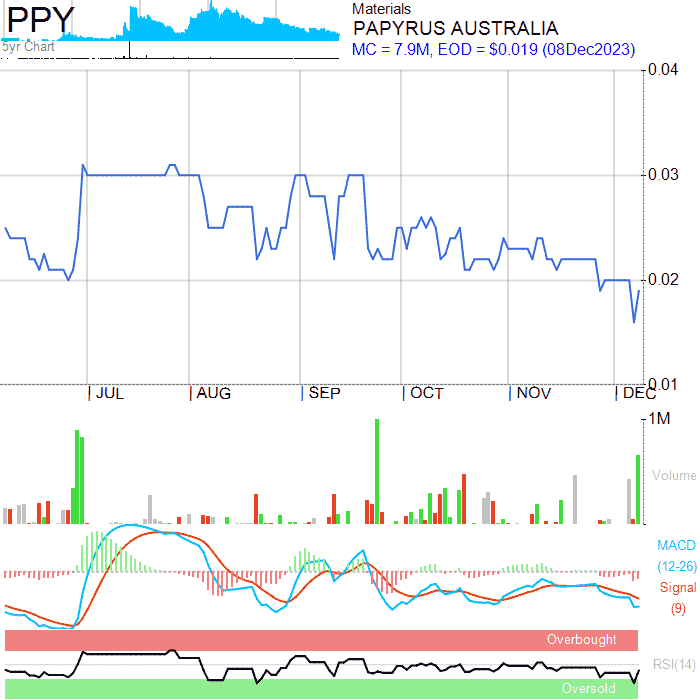 PPY
5yr Chart
Materials
PAPYRUS AUSTRALIA
MC = 7.9M, EOD = $0.019 (08Dec2023)
0.04
0.03
0.02
0.01
JUL AUG SEP OCT NOV DEC
1M
Volume
MACD
(12-26)
Signal
(9)
Overbought
RSI(14)
Oversold